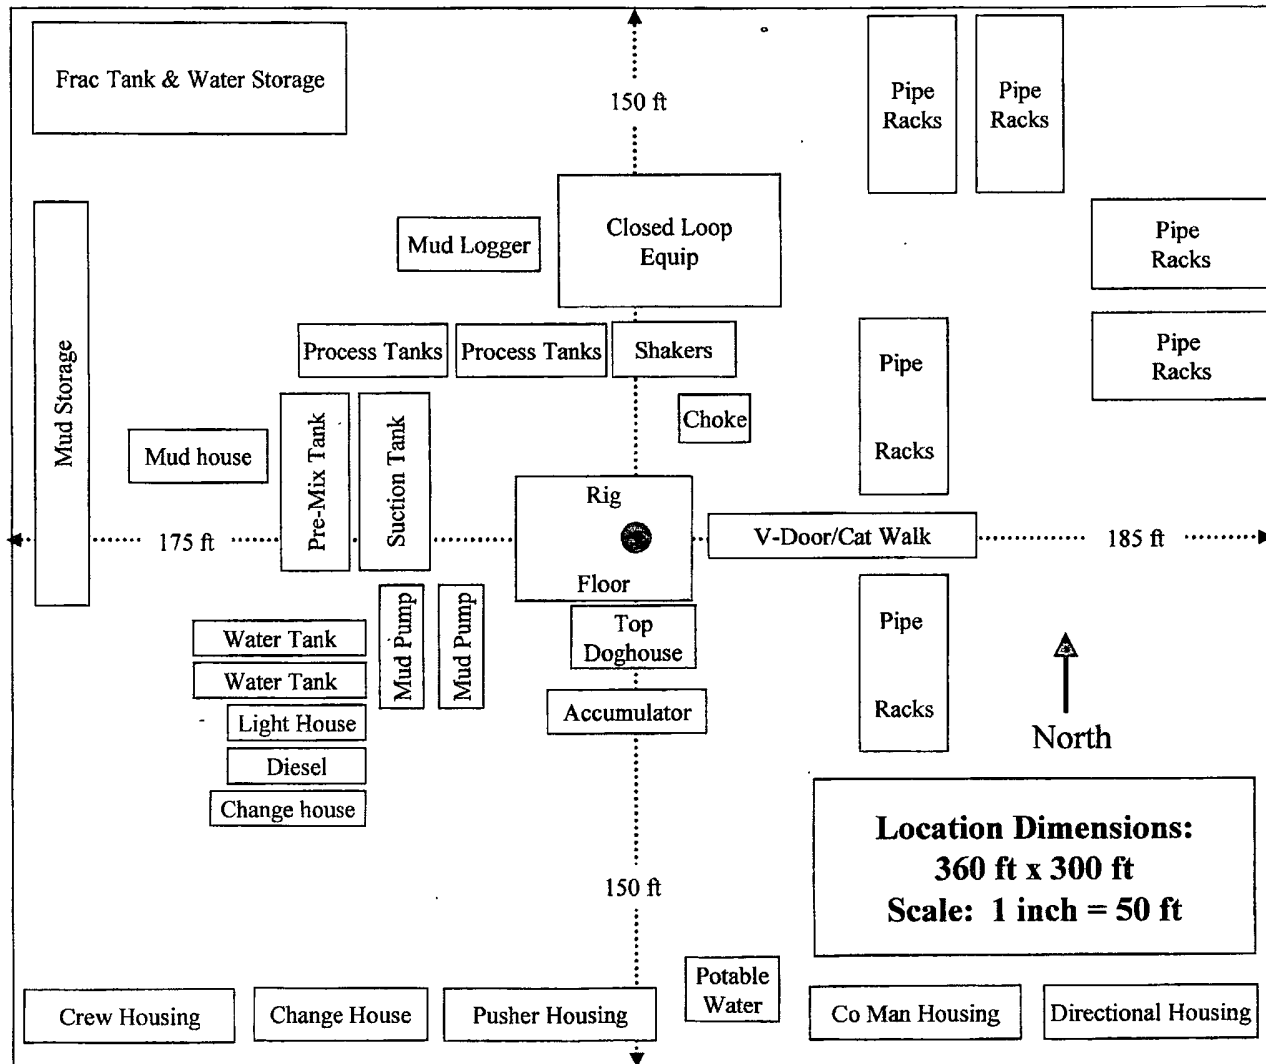 Frac Tank & Water Storage
150 ft
Pipe
Racks
Pipe
Racks
Mud Logger
Closed Loop
Equip
Pipe
Racks
Mud Storage
Process Tanks
Process Tanks
Shakers
Pipe
Racks
Pipe
Racks
Mud house
Pre-Mix Tank
Suction Tank
Choke
Rig
Floor
175 ft
V-Door/Cat Walk
185 ft
Water Tank
Water Tank
Light House
Diesel
Change house
Mud Pump
Mud Pump
Top
Doghouse
Accumulator
Pipe
Racks
North
150 ft
Location Dimensions:
360 ft x 300 ft
Scale: 1 inch = 50 ft
Crew Housing
Change House
Pusher Housing
Potable
Water
Co Man Housing
Directional Housing